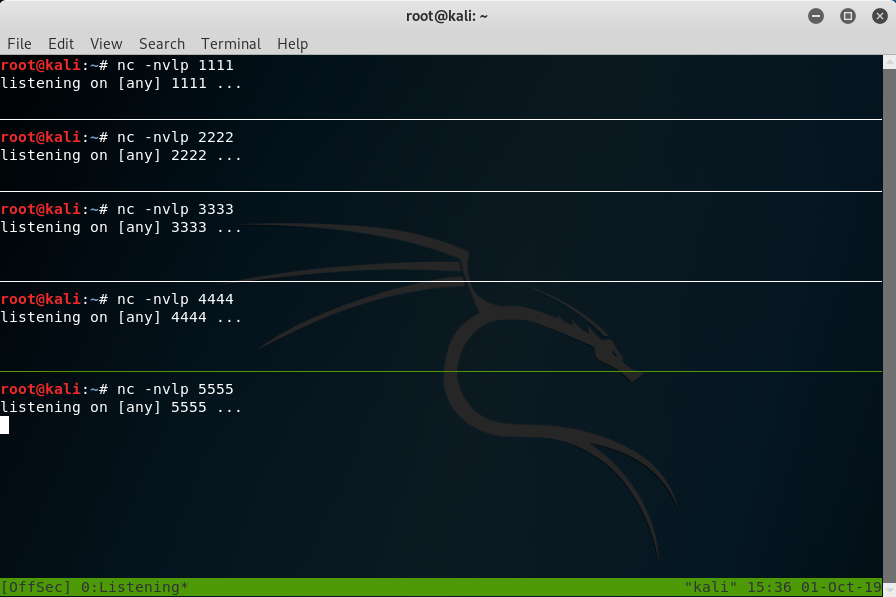 root@kali: ~
File Edit View Search Terminal Help
root@kali:~# nc -nvlp 1111
listening on [any] 1111 ...
root@kali:~# nc -nvlp 2222
listening on [any] 2222 ...
root@kali:~# nc -nvlp 3333
listening on [any] 3333 ...
root@kali:~# nc -nvlp 4444
listening on [any] 4444 ...
root@kali:~# nc -nvlp 5555
listening on [any] 5555 ...
[OffSec] 0:Listening* "kali" 15:36 01-Oct-19